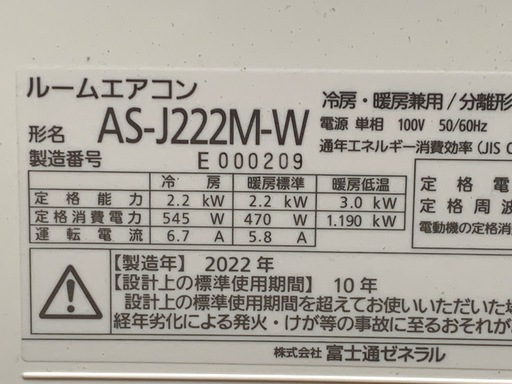 ルームエアコン
冷房・暖房兼用/分離形
形名 AS-J222M-W
電源 単相 100V 50/60Hz
製造番号 E 000209
通年エネルギー消費効率 (JIS C
冷房 暖房標準 暖房低温
定格能力 2.2 kW 2.2 kW 3.0 kW
定格消費電力 545 W 470 W 1.190 kW
運転電流 6.7 A 5.8 A
定格電
定格周波
電動機の定格消
【製造年】2022年
【設計上の標準使用期間】10年
設計上の標準使用期間を超えてお使いいただいた場
経年劣化による発火・けが等の事故に至るおそれが
株式会社 富士通ゼネラル